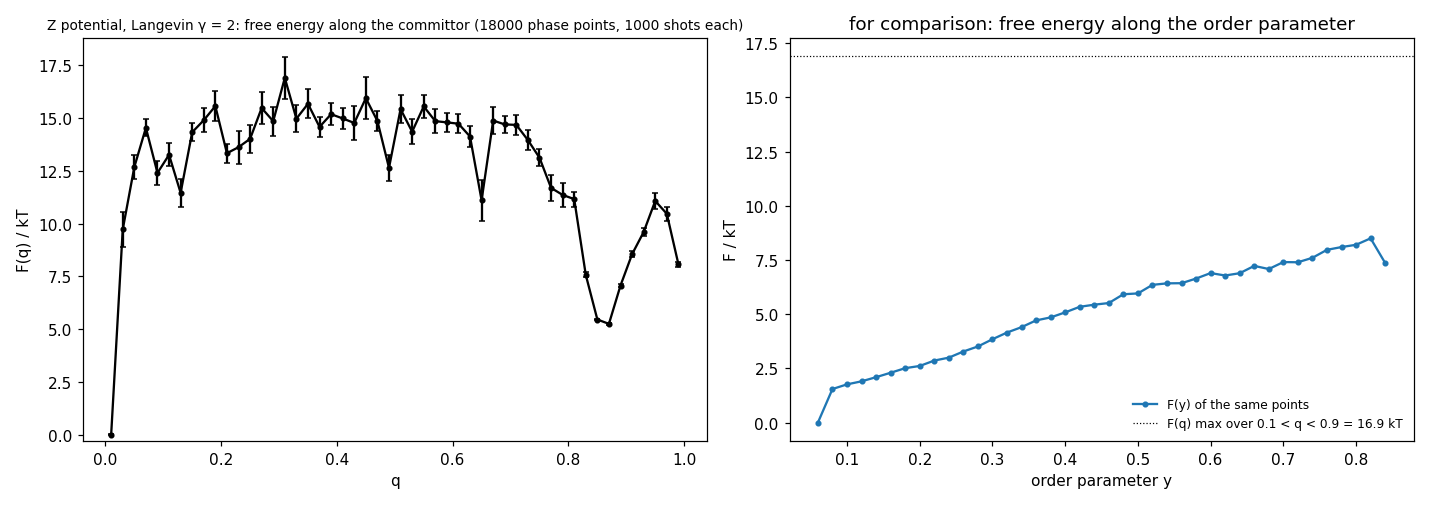 Z potential, Langevin γ = 2: free energy along the committor (18000 phase points, 1000 shots each)
F(q) / kT
17.5
15.0
12.5
10.0
7.5
5.0
2.5
0.0
0.0 0.2 0.4 0.6 0.8 1.0
q
for comparison: free energy along the order parameter
F / kT
17.5
15.0
12.5
10.0
7.5
5.0
2.5
0.0
F(y) of the same points
F(q) max over 0.1 < q < 0.9 = 16.9 kT
0.1 0.2 0.3 0.4 0.5 0.6 0.7 0.8
order parameter y